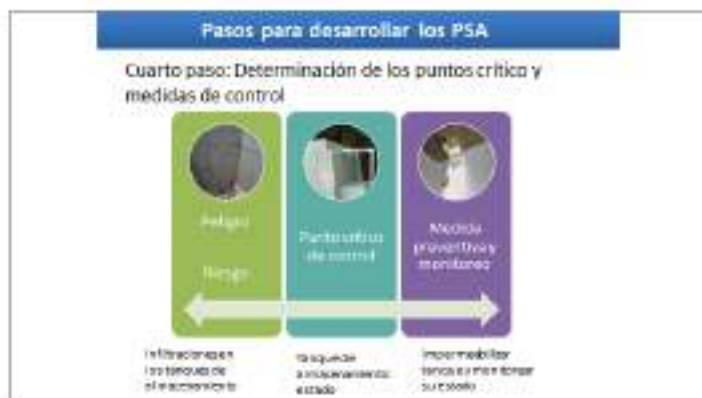 Pasos para desarrollar los PSA
Cuarto paso: Determinación de los puntos crítico y
medidas de control
Peligro
Riesgo
Punto crítico
de control
Medida
preventiva y
monitoreo
Infiltraciones en
los tanques de
almacenamiento
Tanque de
almacenamiento:
estado
Impermeabilizar
tanque y monitorear
su estado